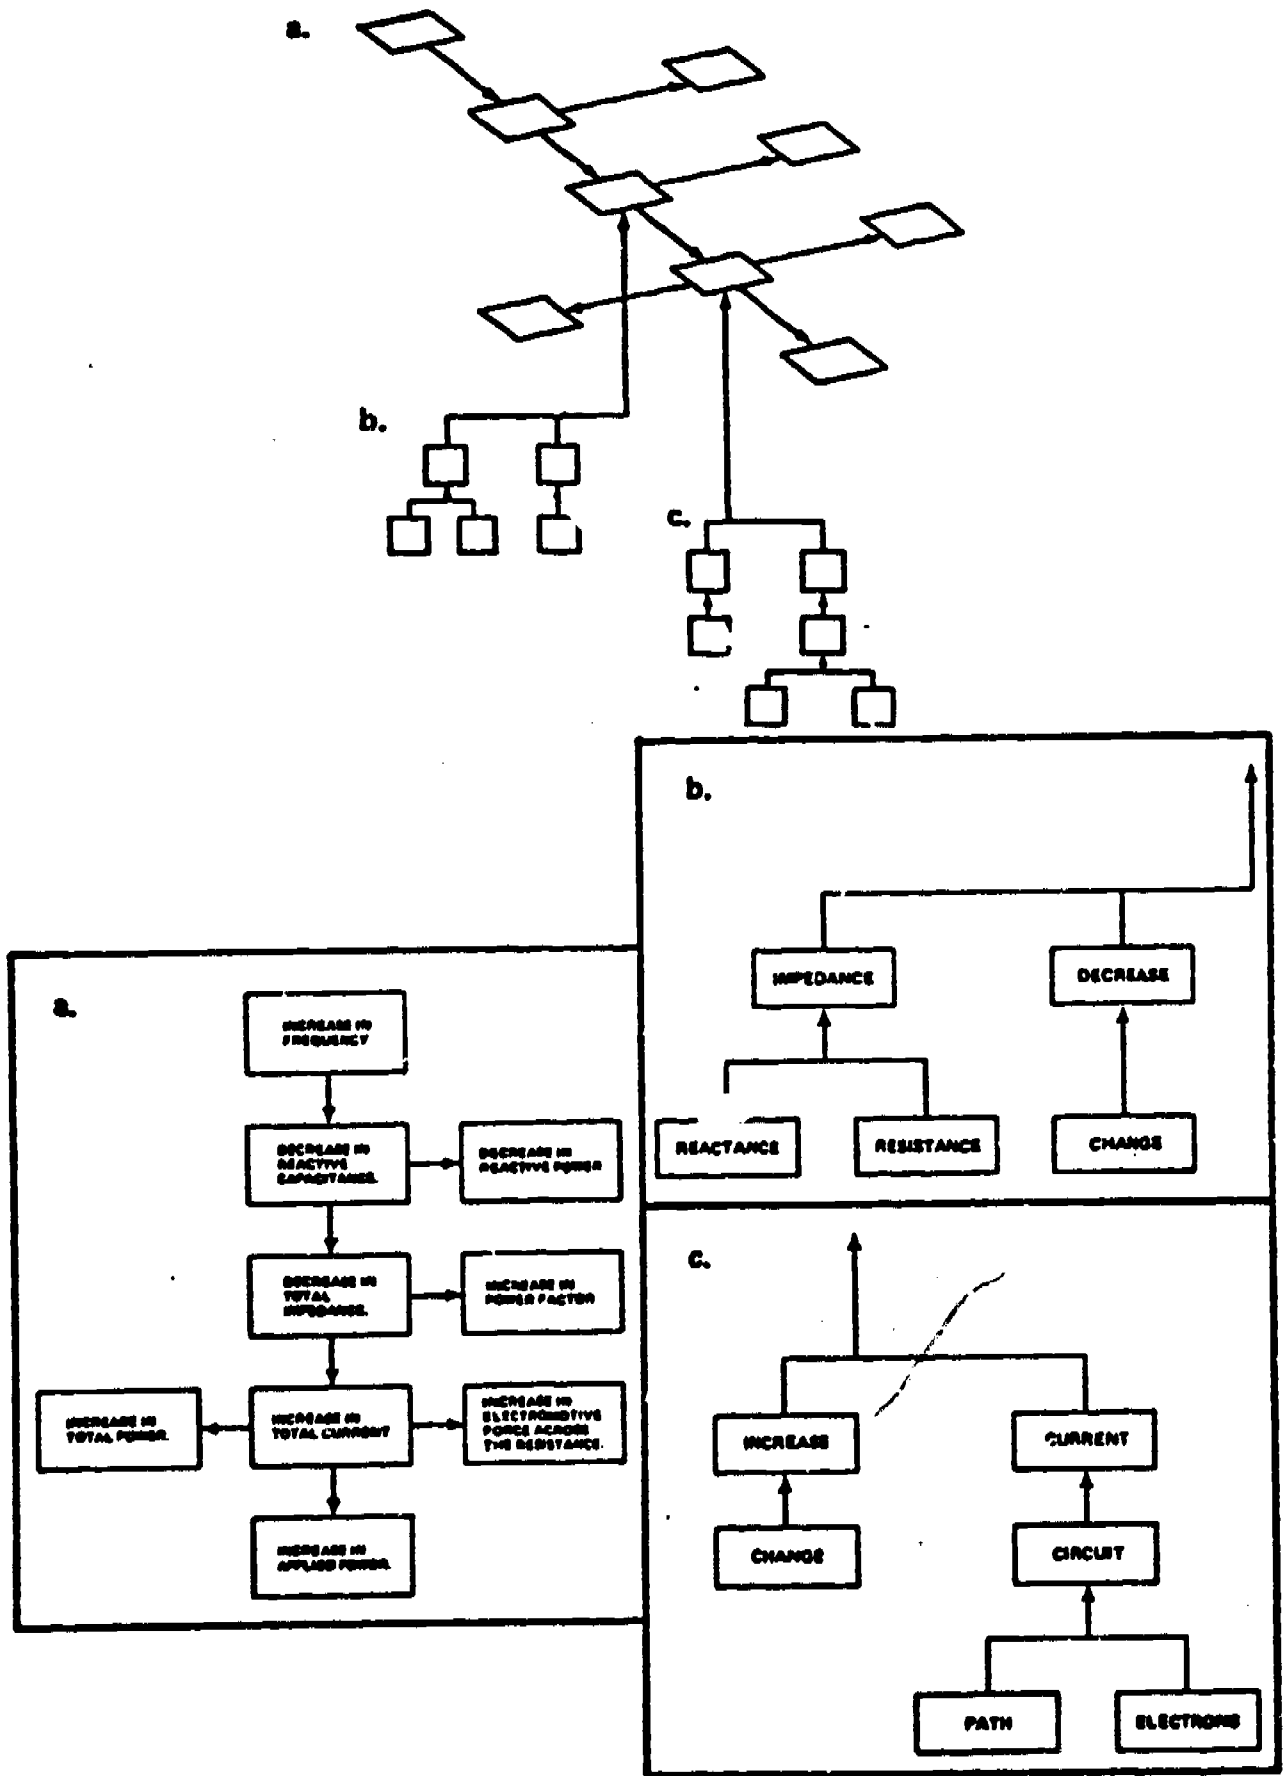 a.
b.
c.
b.
IMPEDANCE
DECREASE
REACTANCE
RESISTANCE
CHANGE
a.
INCREASE IN
FREQUENCY
DECREASE IN
REACTIVE
CAPACITANCE.
DECREASE IN
REACTIVE POWER
DECREASE IN
TOTAL
IMPEDANCE.
INCREASE IN
POWER FACTOR
INCREASE IN
TOTAL POWER.
INCREASE IN
TOTAL CURRENT
INCREASE IN
ELECTROMOTIVE
FORCE ACROSS
THE RESISTANCE.
INCREASE IN
APPLIED POWER.
c.
INCREASE
CURRENT
CHANGE
CIRCUIT
PATH
ELECTRONS